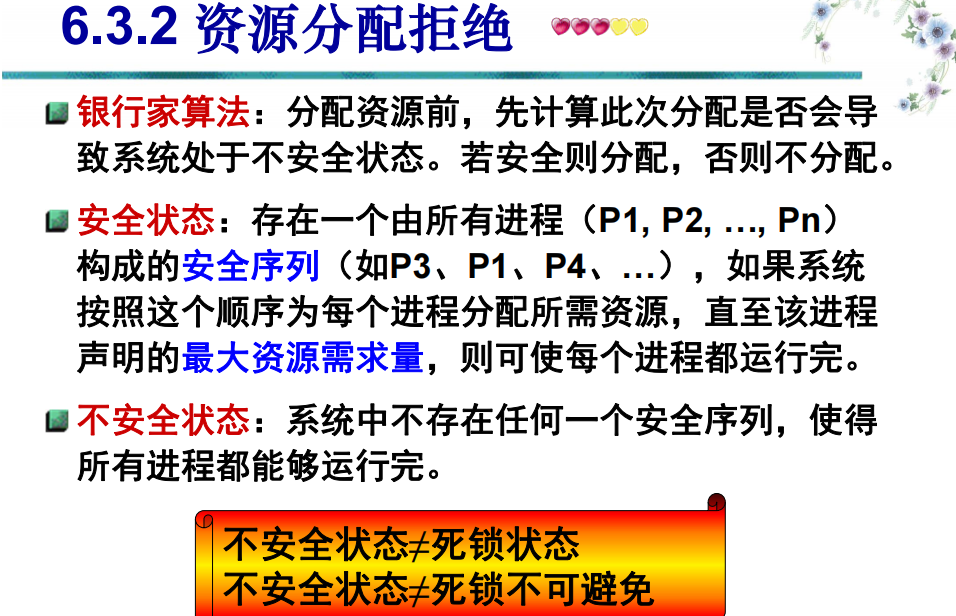 6.3.2 资源分配拒绝
银行家算法：分配资源前，先计算此次分配是否会导
致系统处于不安全状态。若安全则分配，否则不分配。
安全状态：存在一个由所有进程（P1, P2, …, Pn）
构成的安全序列（如P3、P1、P4、…），如果系统
按照这个顺序为每个进程分配所需资源，直至该进程
声明的最大资源需求量，则可使每个进程都运行完。
不安全状态：系统中不存在任何一个安全序列，使得
所有进程都能够运行完。
不安全状态≠死锁状态
不安全状态≠死锁不可避免